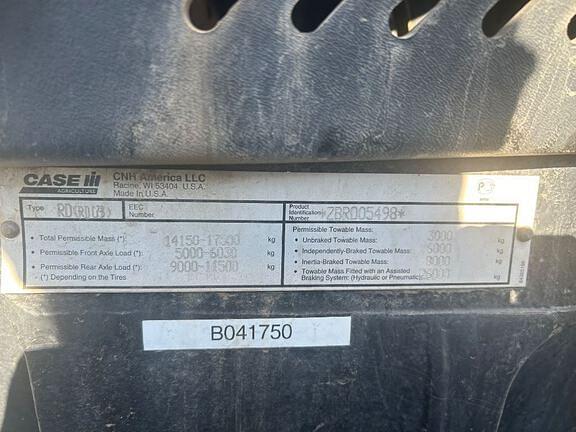 CASE IH
AGRICULTURE
CNH America LLC
Racine, WI 53404 U.S.A.
Made In U.S.A.
Type
EEC Number
Product Identification Number *ZBRD05498*
• Total Permissible Mass (*): 14150-17500 kg
• Permissible Front Axle Load (*): 5000-6030 kg
• Permissible Rear Axle Load (*): 9000-11500 kg
(*) Depending on the Tires
Permissible Towable Mass:
• Unbraked Towable Mass: 3000 kg
• Independently-Braked Towable Mass: kg
• Inertia-Braked Towable Mass: kg
• Towable Mass Fitted with an Assisted
Braking System: (Hydraulic or Pneumatic) kg
B041750